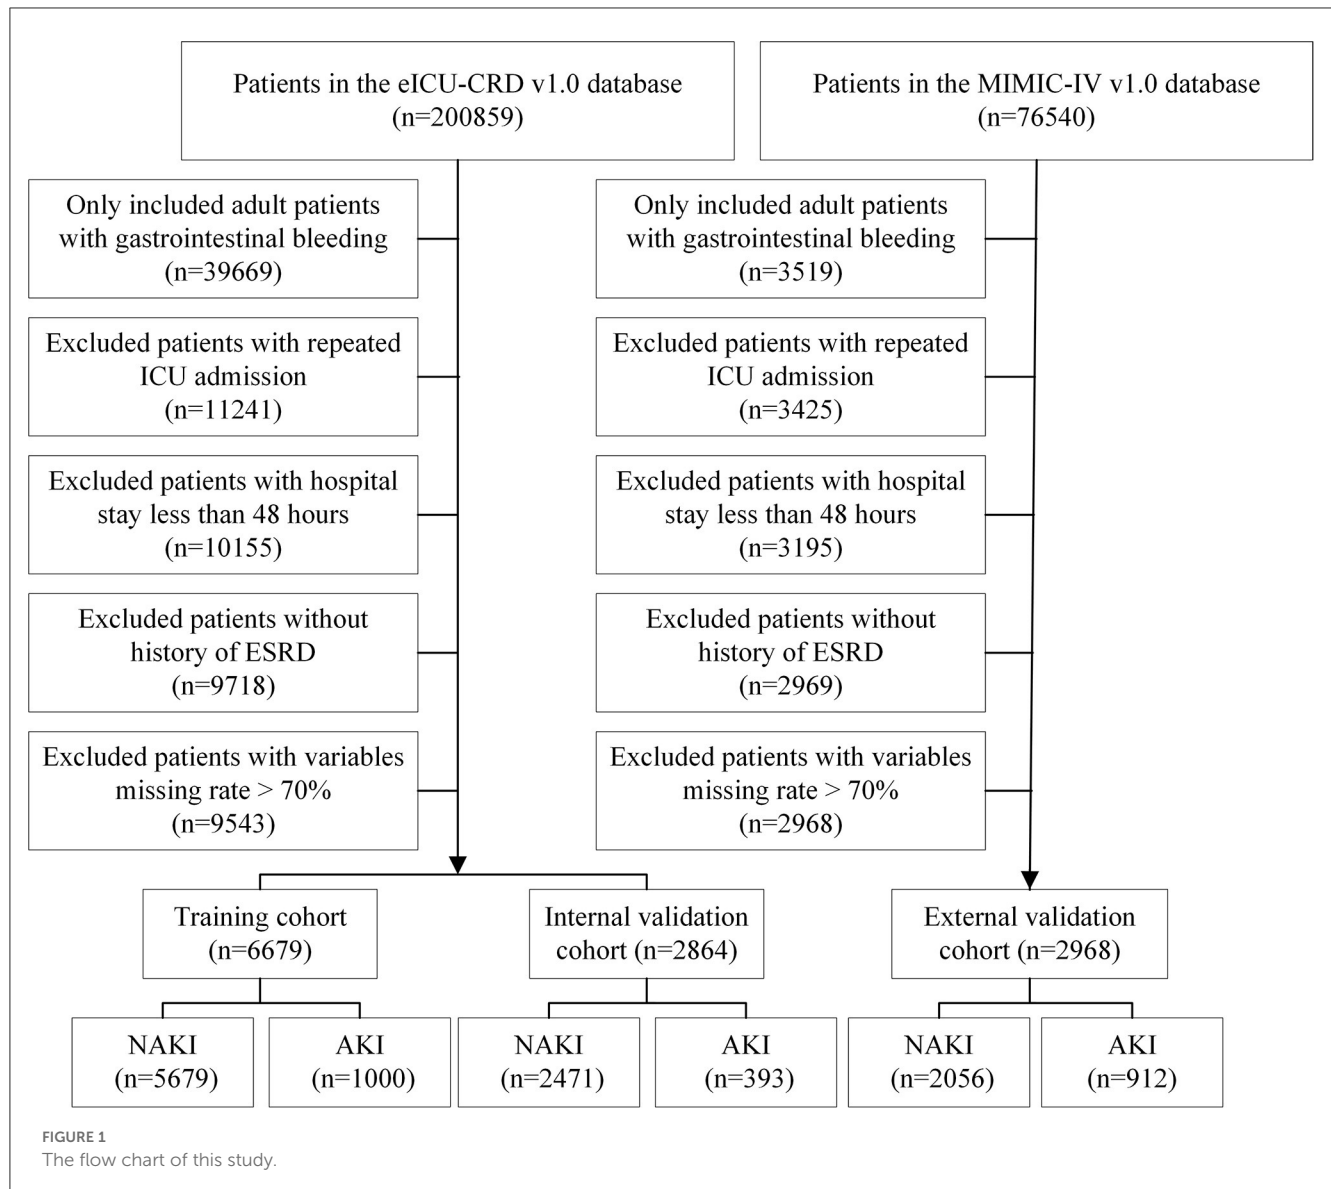 Patients in the eICU-CRD v1.0 database
(n=200859)
Patients in the MIMIC-IV v1.0 database
(n=76540)
Only included adult patients
with gastrointestinal bleeding
(n=39669)
Only included adult patients
with gastrointestinal bleeding
(n=3519)
Excluded patients with repeated
ICU admission
(n=11241)
Excluded patients with repeated
ICU admission
(n=3425)
Excluded patients with hospital
stay less than 48 hours
(n=10155)
Excluded patients with hospital
stay less than 48 hours
(n=3195)
Excluded patients without
history of ESRD
(n=9718)
Excluded patients without
history of ESRD
(n=2969)
Excluded patients with variables
missing rate > 70%
(n=9543)
Excluded patients with variables
missing rate > 70%
(n=2968)
Training cohort
(n=6679)
Internal validation
cohort (n=2864)
External validation
cohort (n=2968)
NAKI
(n=5679)
AKI
(n=1000)
NAKI
(n=2471)
AKI
(n=393)
NAKI
(n=2056)
AKI
(n=912)
FIGURE 1
The flow chart of this study.